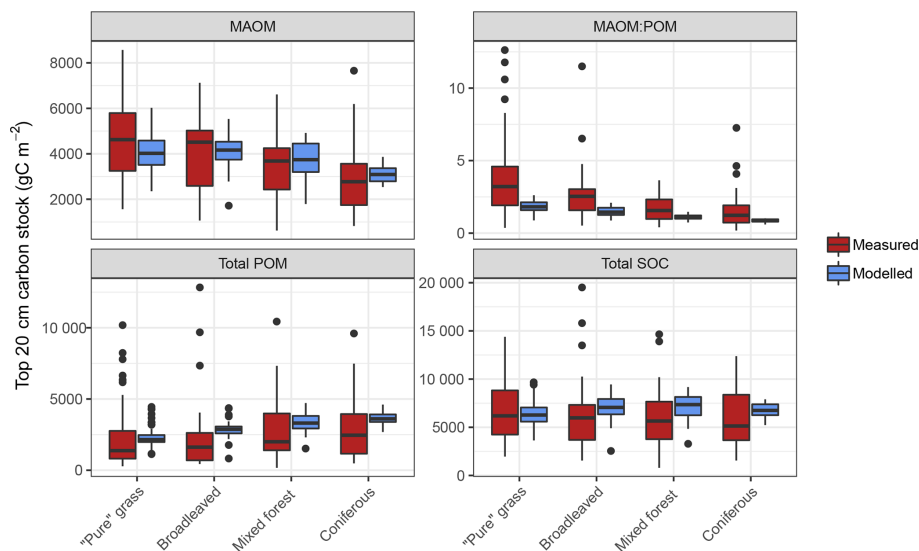 MAOM
MAOM:POM
Top 20 cm carbon stock (gC m⁻²)
8000
6000
4000
2000
10
5
0
Measured
Modelled
Total POM
Total SOC
10 000
5000
0
20 000
15 000
10 000
5000
0
"Pure" grass
Broadleaved
Mixed forest
Coniferous
"Pure" grass
Broadleaved
Mixed forest
Coniferous